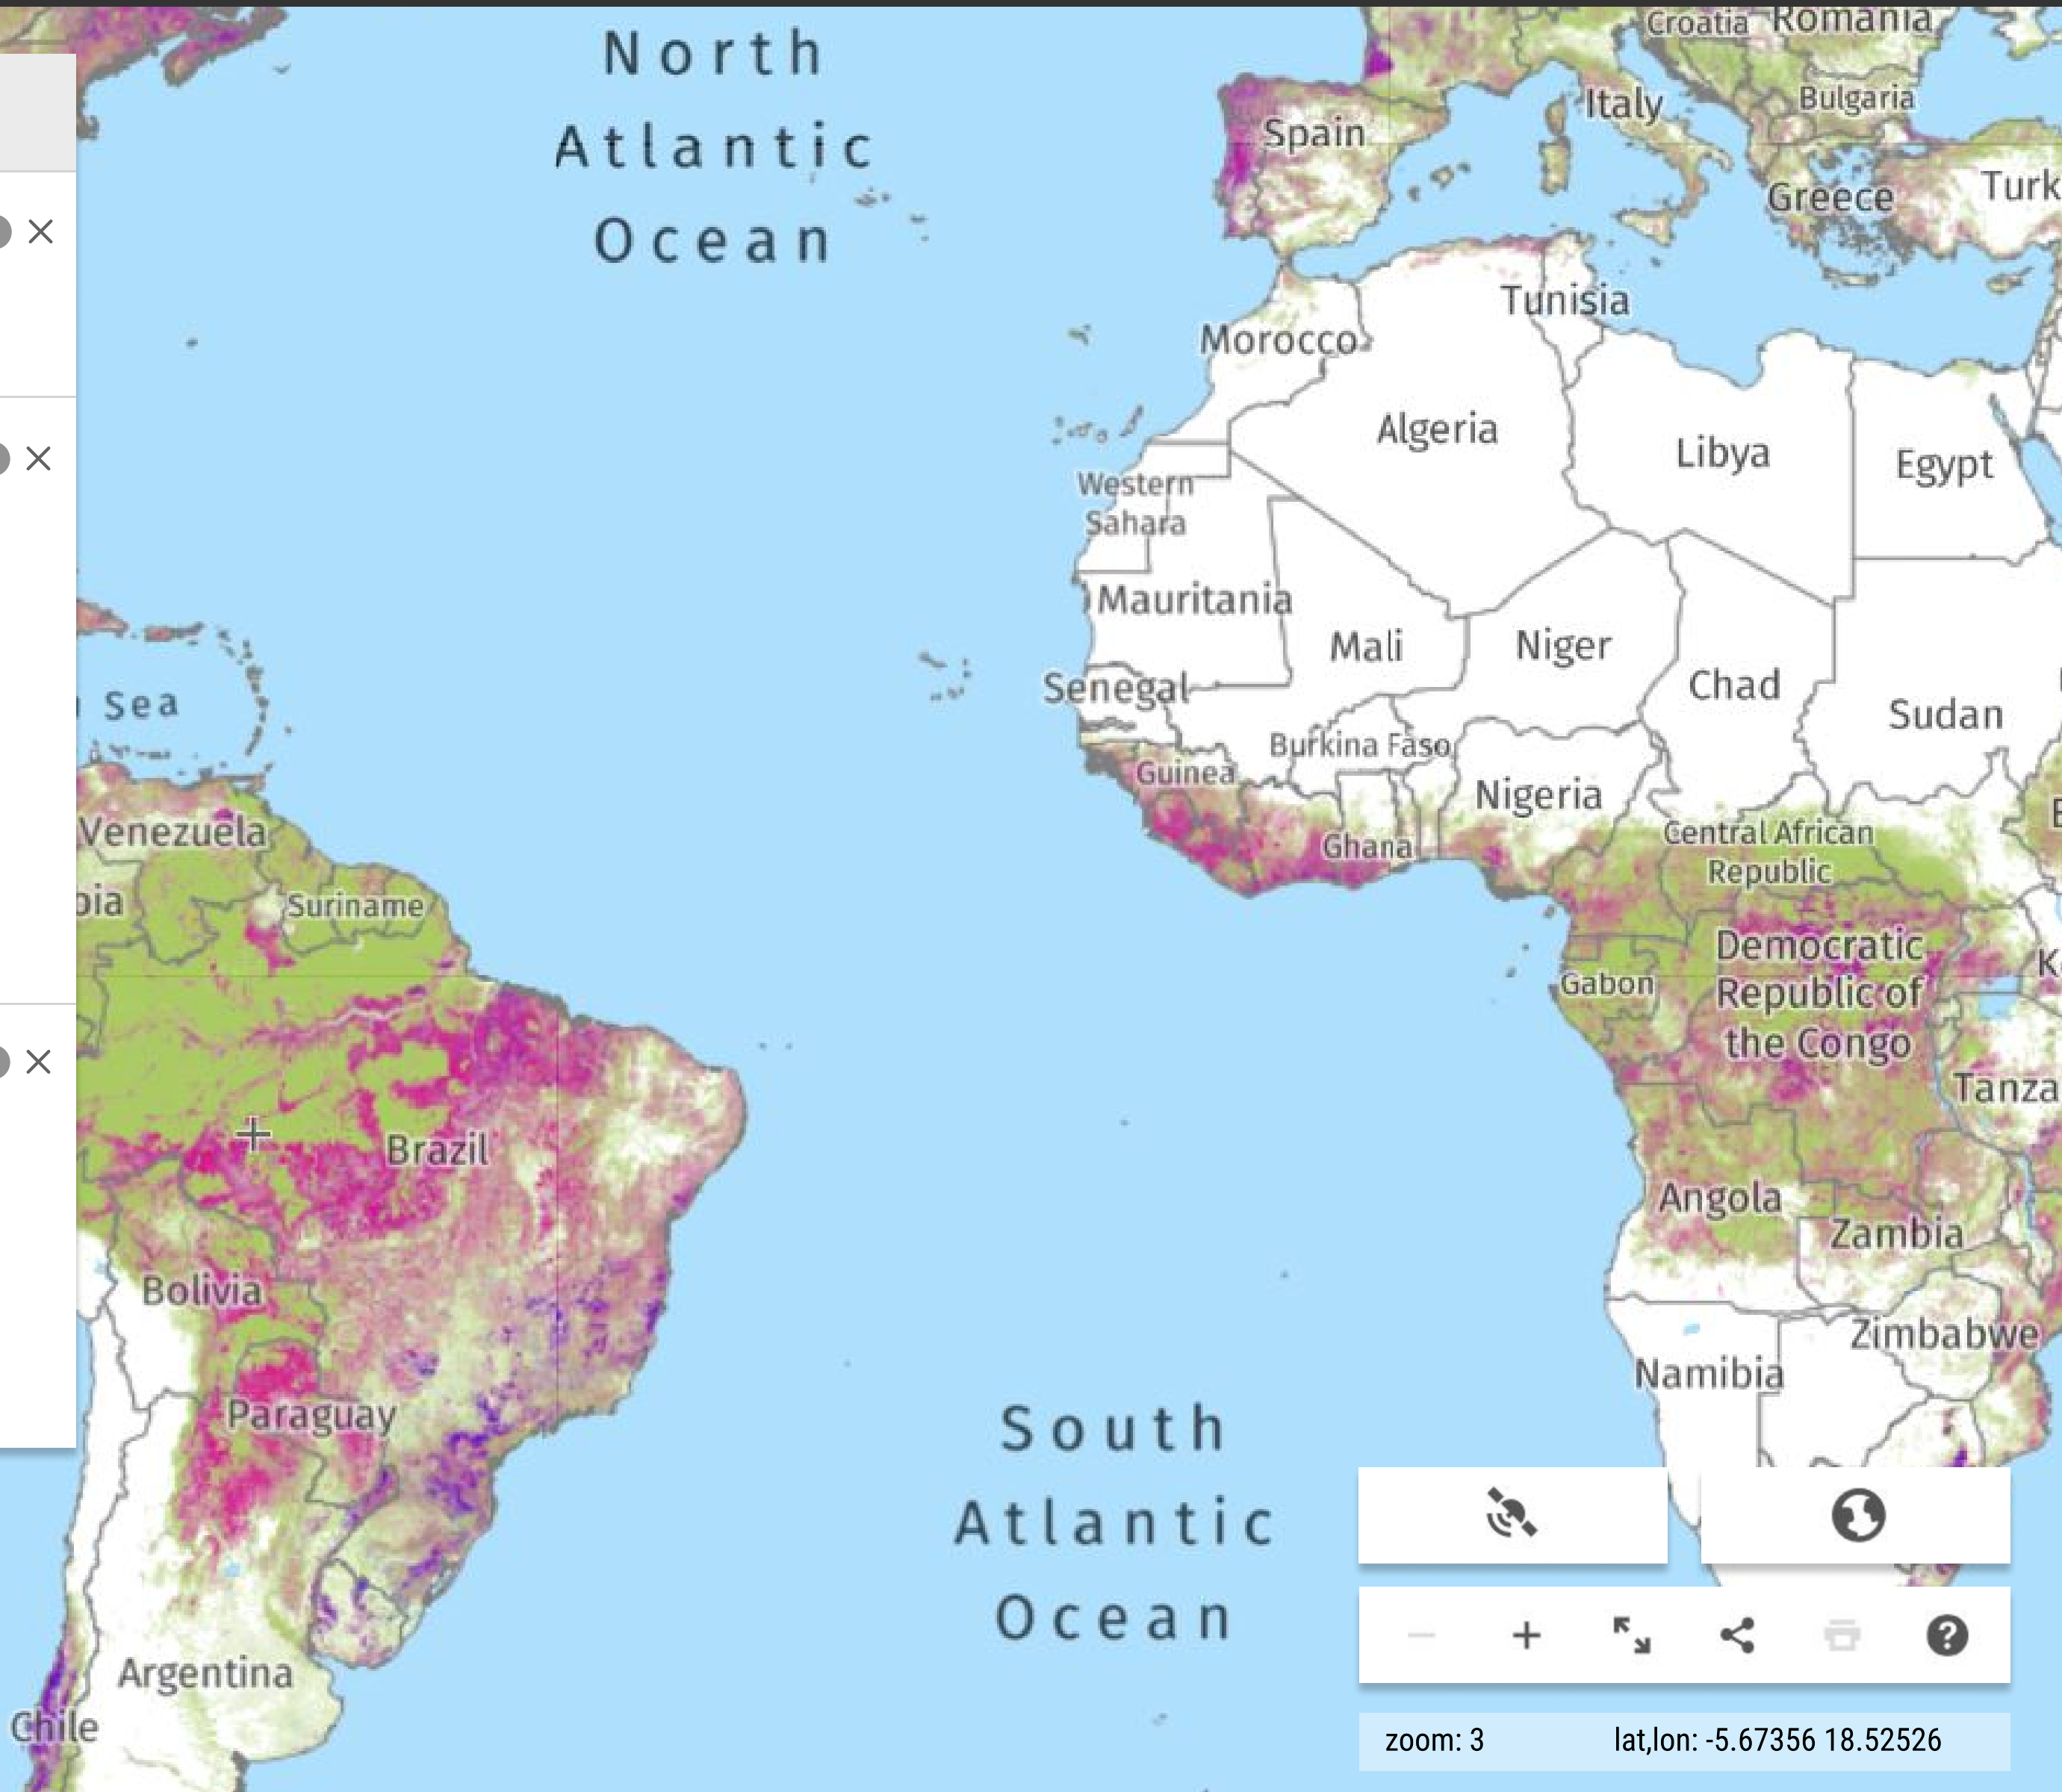 North
Atlantic
Ocean
Croatia
Romania
Italy
Bulgaria
Spain
Greece
Turk
Tunisia
Morocco
Algeria
Libya
Egypt
Western
Sahara
Mauritania
Mali
Niger
Chad
Sudan
Senegal
Sea
Burkina Faso
Guinea
Nigeria
Venezuela
Ghana
Central African
Republic
bia
Suriname
Democratic
Republic of
the Congo
Gabon
K
Tanza
Brazil
Angola
Zambia
Bolivia
Zimbabwe
Namibia
Paraguay
South
Atlantic
Ocean
Argentina
Chile
zoom: 3
lat,lon: -5.67356 18.52526